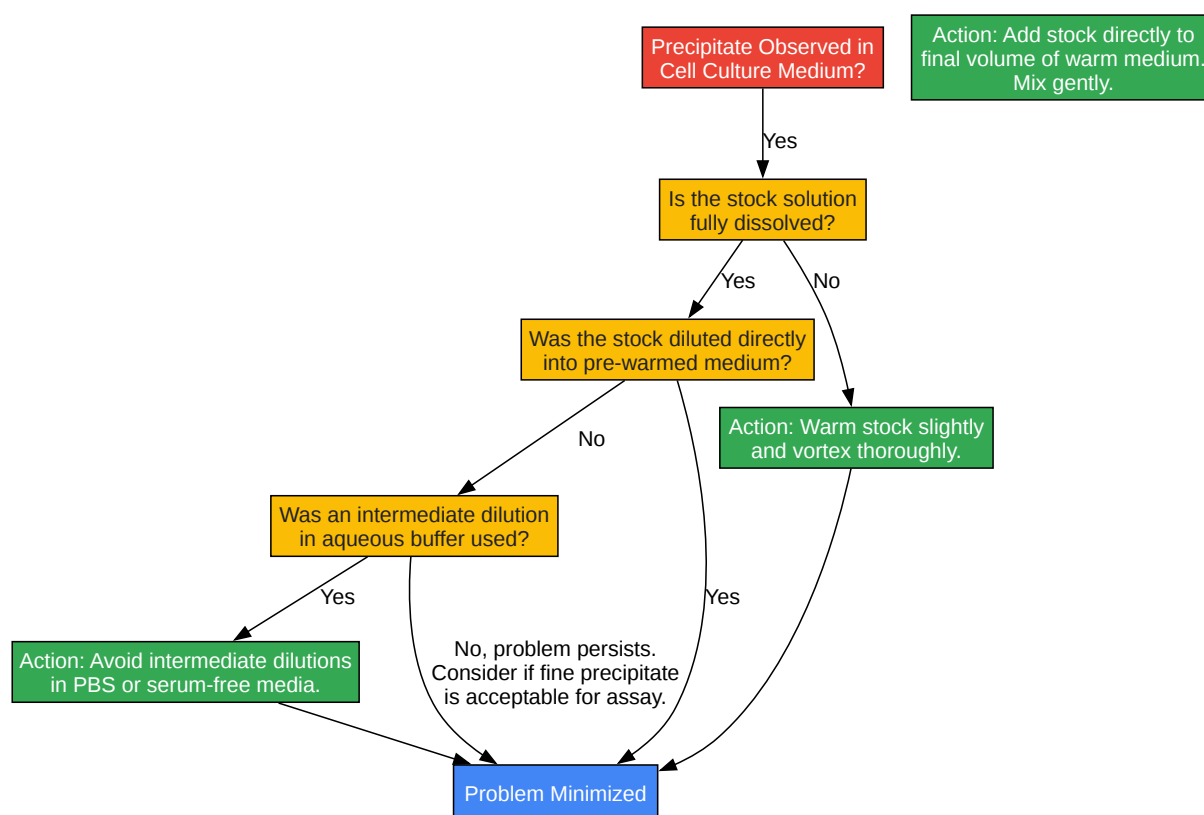 Precipitate Observed in
Cell Culture Medium?
Action: Add stock directly to
final volume of warm medium.
Mix gently.
Yes
Is the stock solution
fully dissolved?
Yes
No
Was the stock diluted directly
into pre-warmed medium?
Action: Warm stock slightly
and vortex thoroughly.
No
Was an intermediate dilution
in aqueous buffer used?
Yes
Yes
Action: Avoid intermediate dilutions
in PBS or serum-free media.
No, problem persists.
Consider if fine precipitate
is acceptable for assay.
Problem Minimized